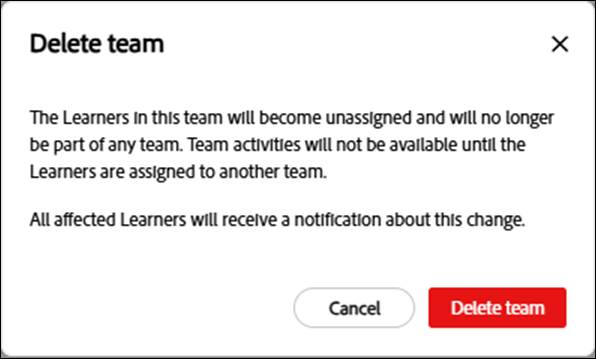 Delete team
The Learners in this team will become unassigned and will no longer
be part of any team. Team activities will not be available until the
Learners are assigned to another team.
All affected Learners will receive a notification about this change.
Cancel
Delete team